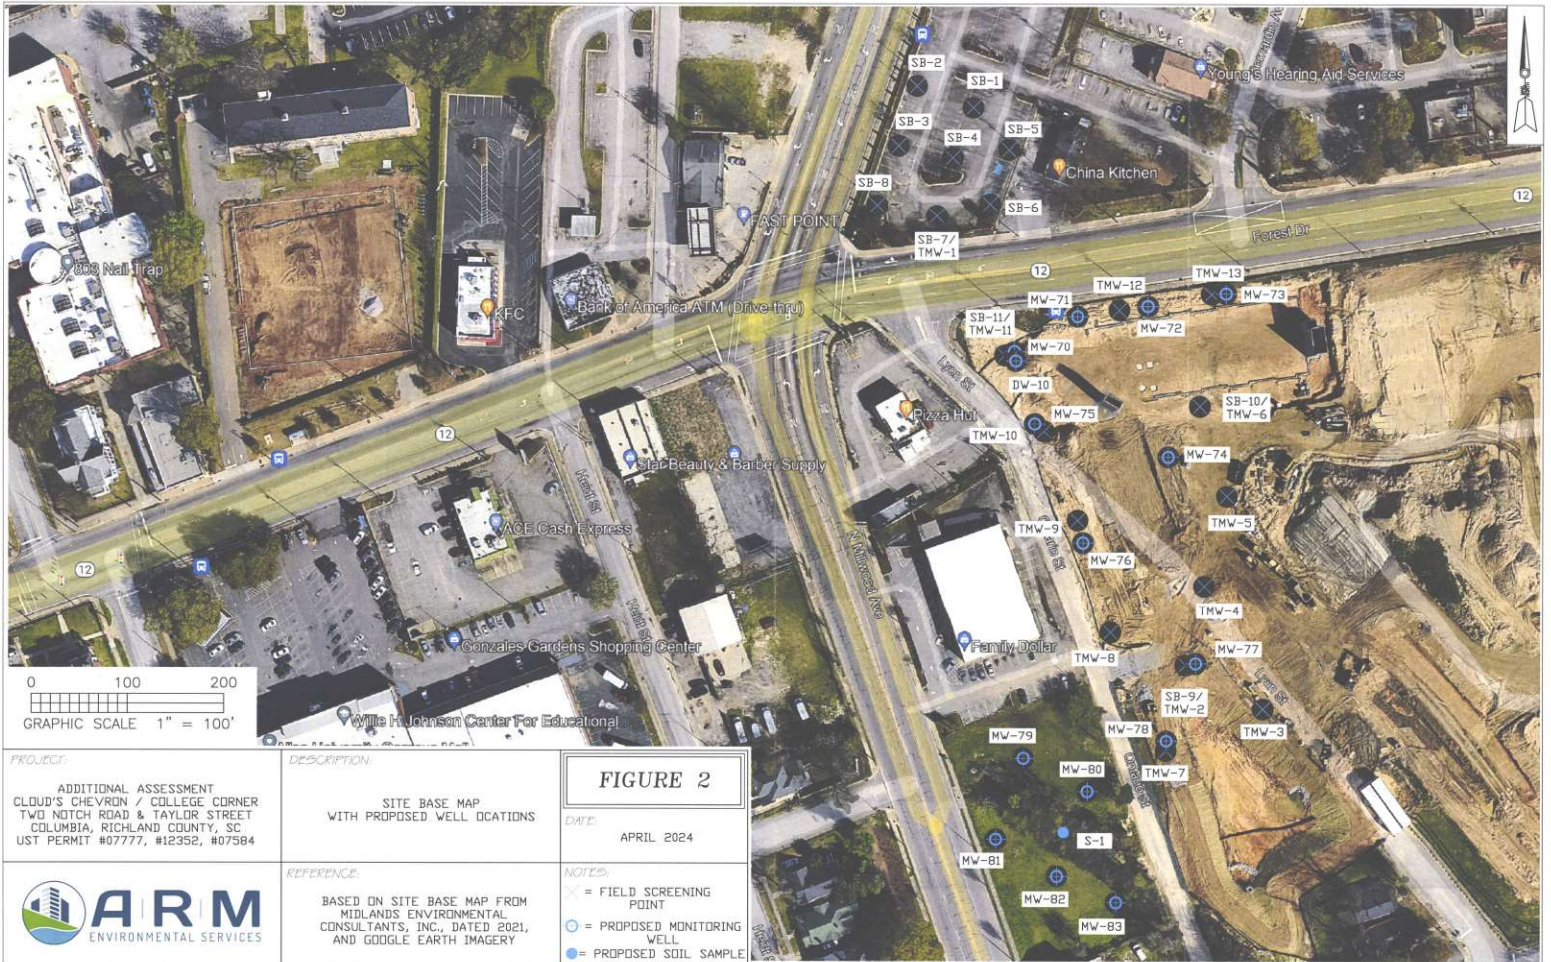 SB-2
SB-1
Young's Hearing Aid Services
SB-3
SB-4
SB-5
China Kitchen
SB-8
SB-6
12
FAST POINT
SB-7/
TMW-1
Forest Dr
803 Nail Trap
12
TMW-13
TMW-12
MW-71
MW-73
KFC
Bank of America ATM (Drive-thru)
SB-11/
TMW-11
MW-72
MW-70
MW-75
DW-10
Lyon St
SB-10/
TMW-6
Pizza Hut
TMW-10
12
MW-74
Star Beauty & Barber Supply
Heidt St
TMW-5
ACE Cash Express
TMW-9
N Millwood Ave
MW-76
12
TMW-4
Heidt St
Gonzales Gardens Shopping Center
Family Dollar
TMW-8
MW-77
SB-9/
TMW-2
Lyon St
0 100 200
GRAPHIC SCALE 1" = 100'
Willie H Johnson Center For Educational
MW-79
MW-78
TMW-3
TMW-7
MW-80
S-1
MW-81
MW-82
MW-83
PROJECT:
ADDITIONAL ASSESSMENT
CLOUD'S CHEVRON / COLLEGE CORNER
TWO NOTCH ROAD & TAYLOR STREET
COLUMBIA, RICHLAND COUNTY, SC
UST PERMIT #07777, #12352, #07584
DESCRIPTION:
SITE BASE MAP
WITH PROPOSED WELL OCATIONS
FIGURE 2
DATE:
APRIL 2024
ARM
ENVIRONMENTAL SERVICES
REFERENCE:
BASED ON SITE BASE MAP FROM
MIDLANDS ENVIRONMENTAL
CONSULTANTS, INC., DATED 2021,
AND GOOGLE EARTH IMAGERY
NOTES:
= FIELD SCREENING
POINT
= PROPOSED MONITORING
WELL
= PROPOSED SOIL SAMPLE